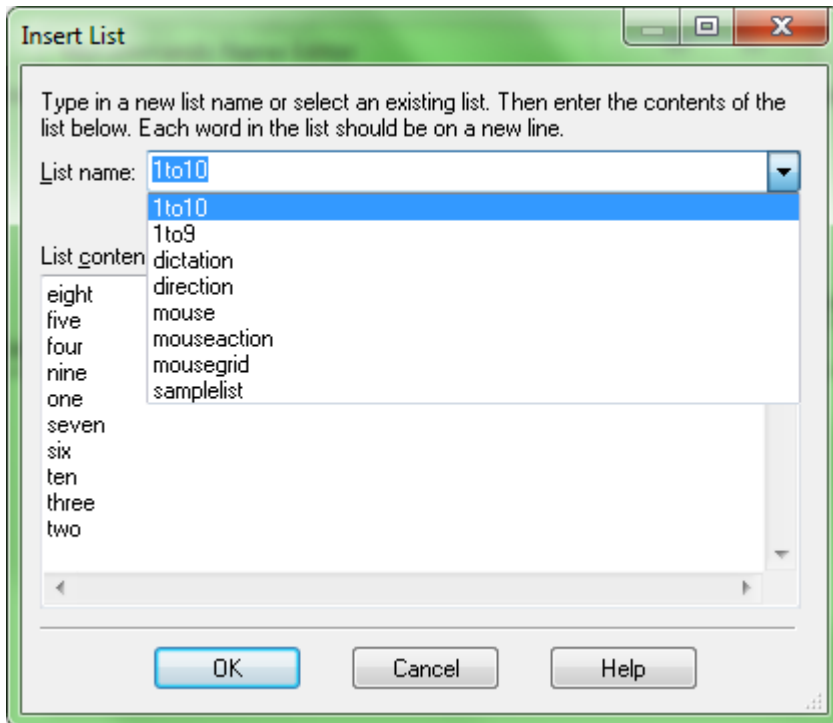 Insert List
Type in a new list name or select an existing list. Then enter the contents of the
list below. Each word in the list should be on a new line.
List name: 1to10
1to10
1to9
List conten
dictation
direction
mouse
mouseaction
mousegrid
samplelist
eight
five
four
nine
one
seven
six
ten
three
two
OK Cancel Help